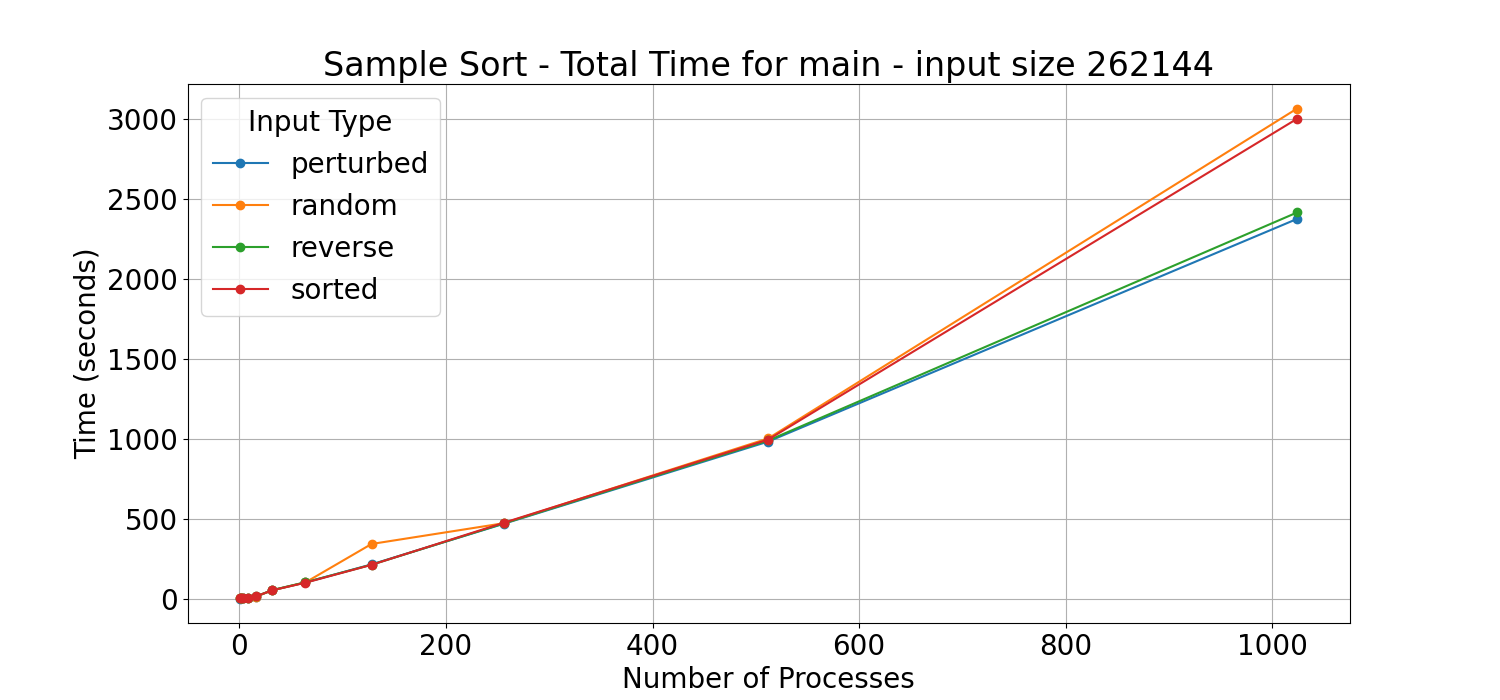 Sample Sort - Total Time for main - input size 262144
Input Type
perturbed
random
reverse
sorted
Time (seconds)
3000
2500
2000
1500
1000
500
0
0 200 400 600 800 1000
Number of Processes